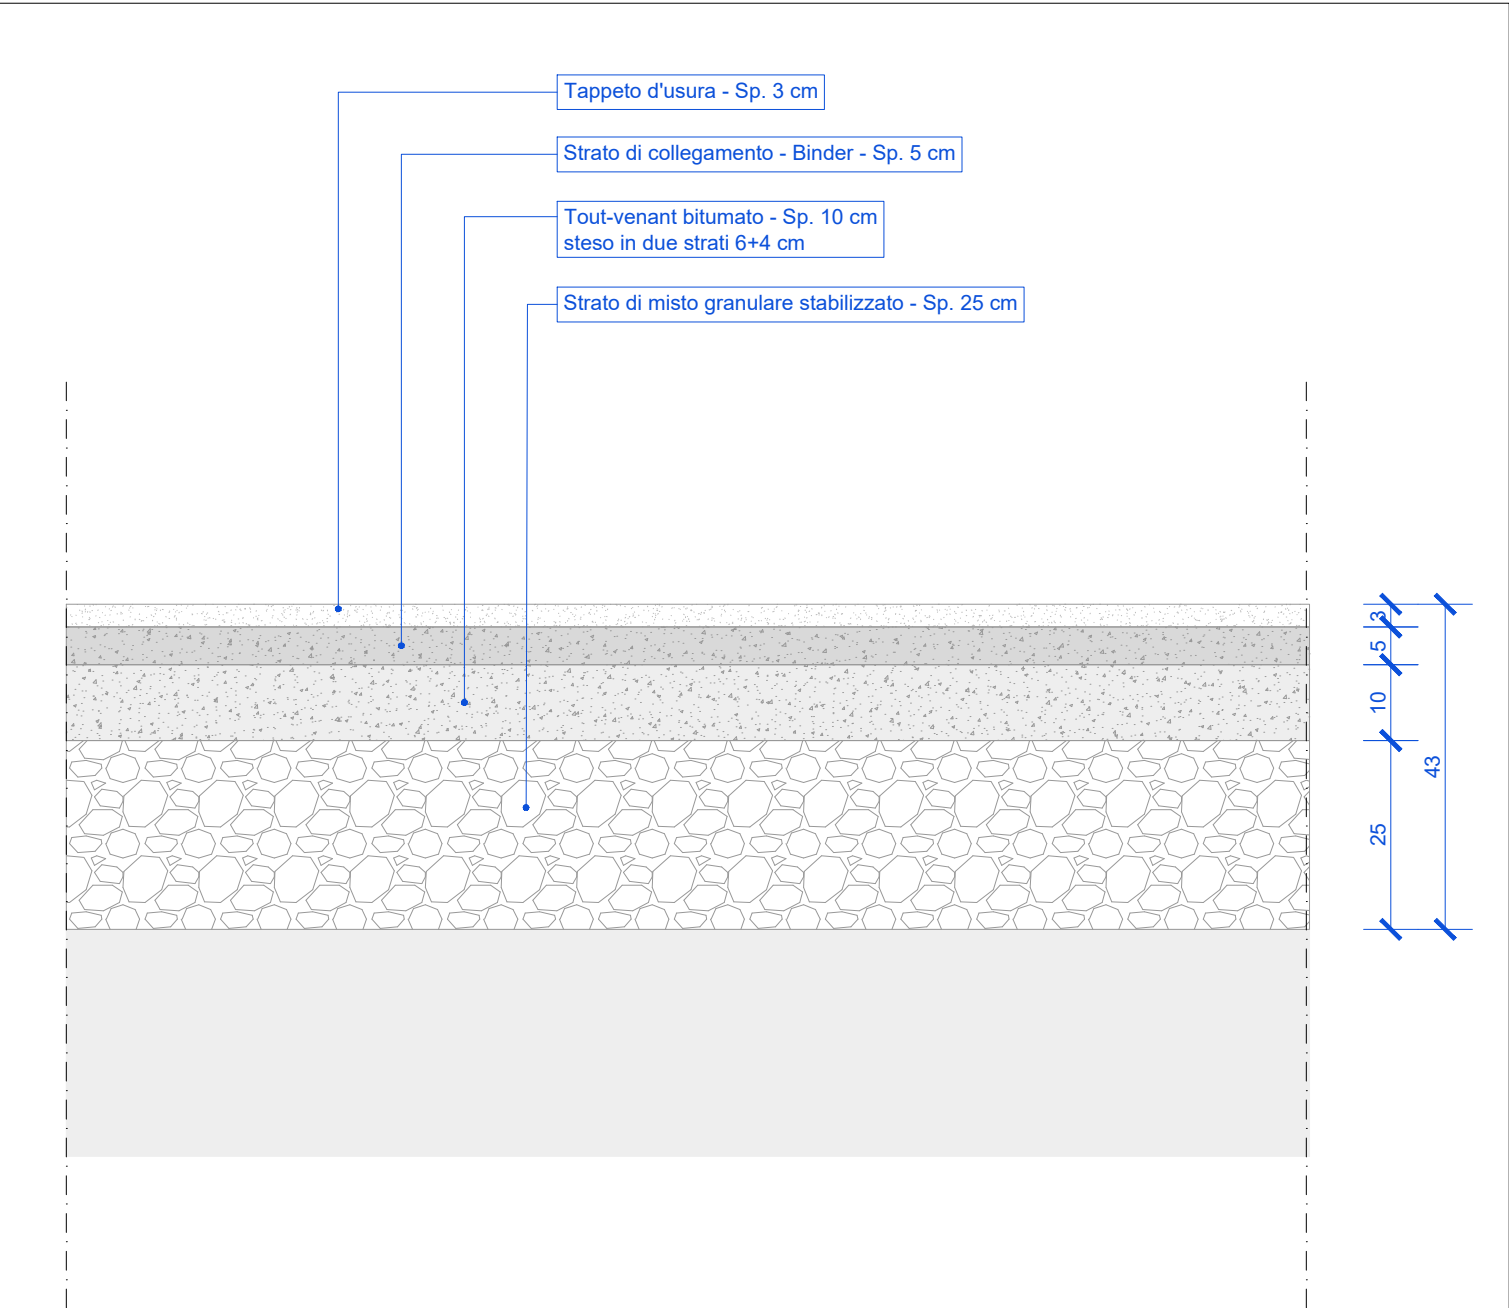 Tappeto d'usura - Sp. 3 cm
Strato di collegamento - Binder - Sp. 5 cm
Tout-venant bitumato - Sp. 10 cm
steso in due strati 6+4 cm
Strato di misto granulare stabilizzato - Sp. 25 cm
3
5
10
43
25